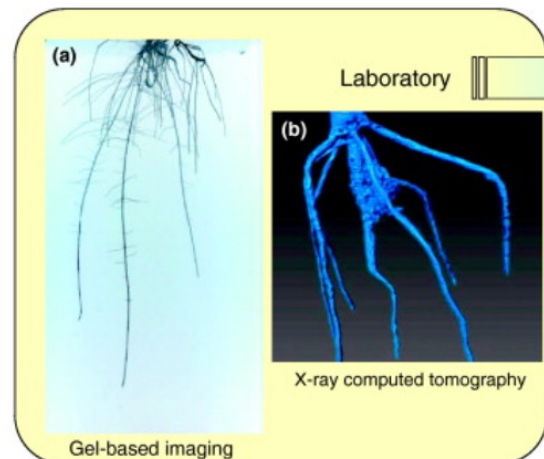 (a)
Laboratory
(b)
X-ray computed tomography
Gel-based imaging